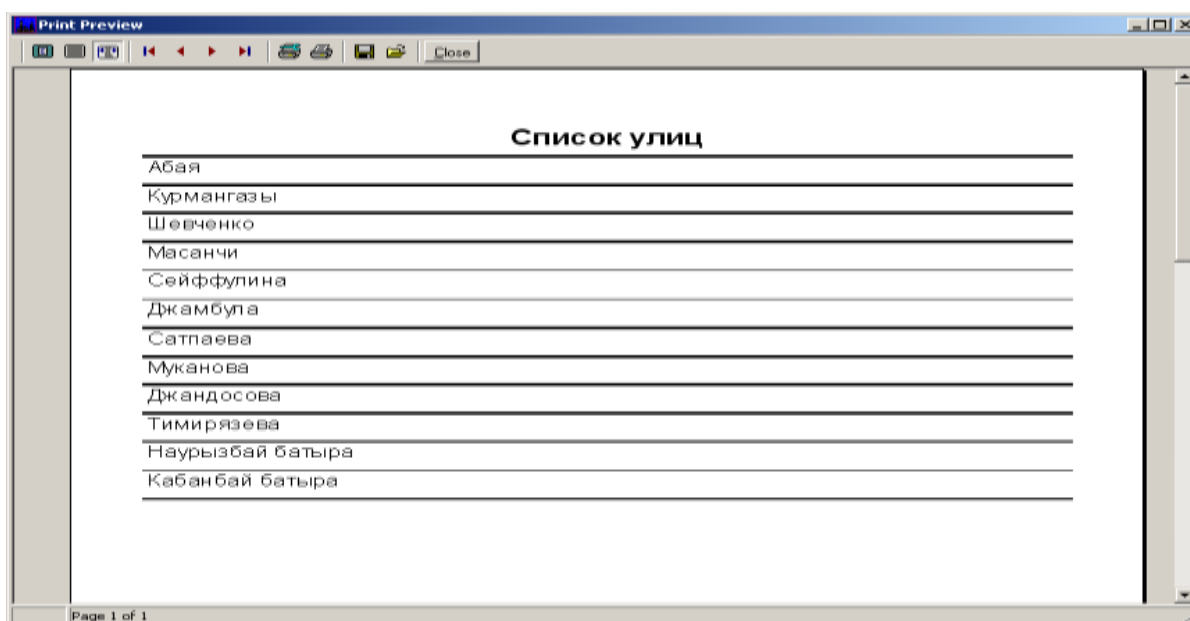 Print Preview
Close
Список улиц
Абая
Курмангазы
Шевченко
Масанчи
Сейффулина
Джамбула
Сатпаева
Муканова
Джандосова
Тимирязева
Наурызбай батыра
Кабанбай батыра
Page 1 of 1